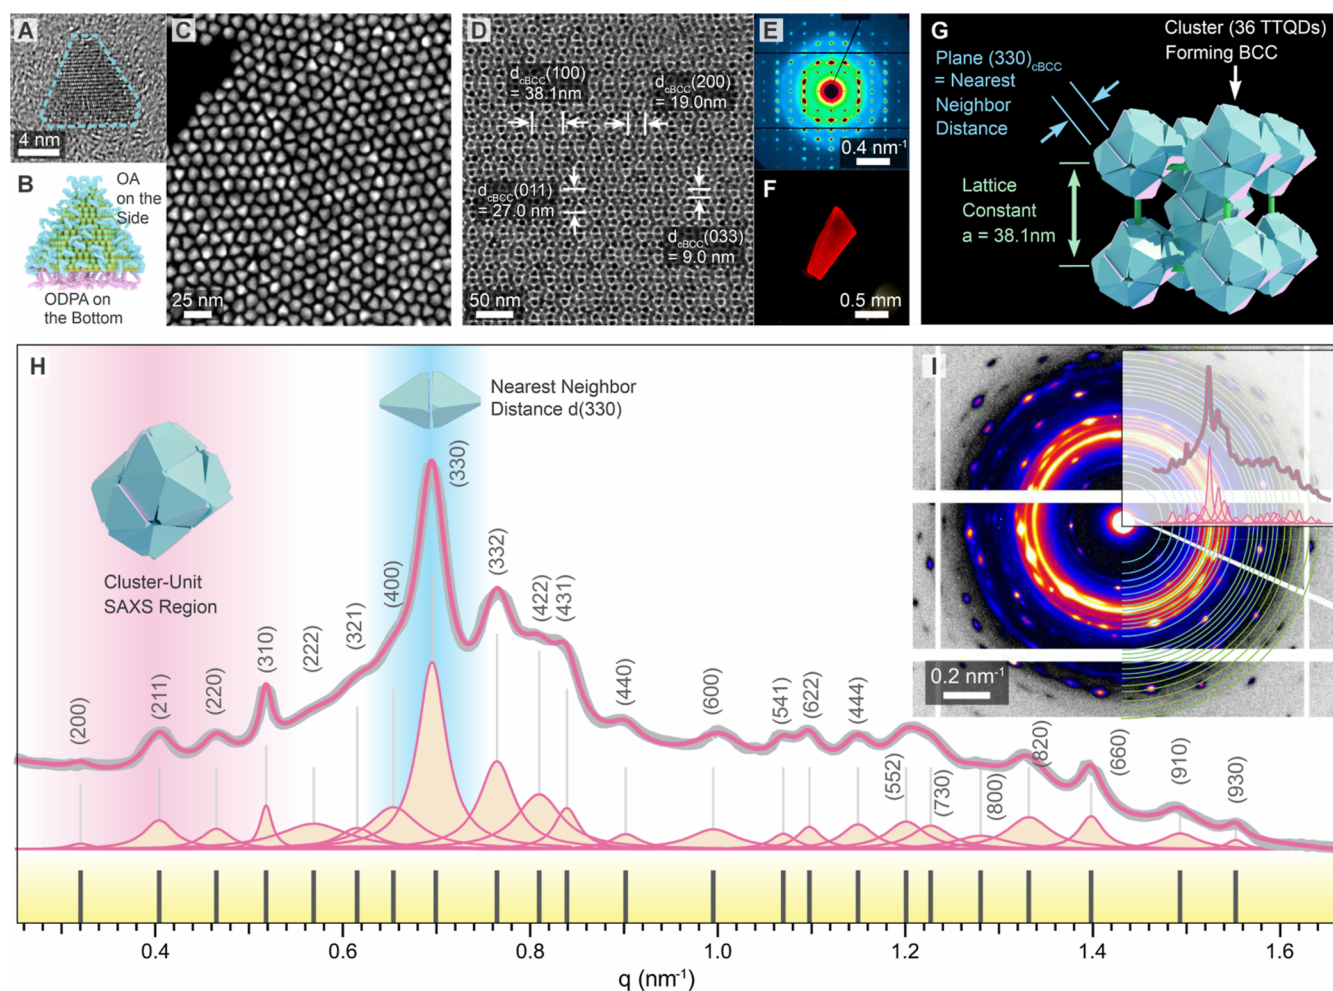 A
4 nm
B
OA
on the
Side
ODPA on
the Bottom
C
25 nm
D
d_cBCC(100)
= 38.1nm
d_cBCC(200)
= 19.0nm
d_cBCC(011)
= 27.0 nm
d_cBCC(033)
= 9.0 nm
50 nm
E
0.4 nm⁻¹
F
0.5 mm
G
Cluster (36 TTQDs)
Forming BCC
Plane (330)_cBCC
= Nearest
Neighbor
Distance
Lattice
Constant
a = 38.1nm
H
Cluster-Unit
SAXS Region
Nearest Neighbor
Distance d(330)
(200)
(211)
(220)
(310)
(222)
(321)
(400)
(330)
(332)
(422)
(431)
(440)
(600)
(541)
(622)
(444)
(552)
(730)
(800)
(820)
(660)
(910)
(930)
I
0.2 nm⁻¹
0.4
0.6
0.8
1.0
1.2
1.4
1.6
q (nm⁻¹)